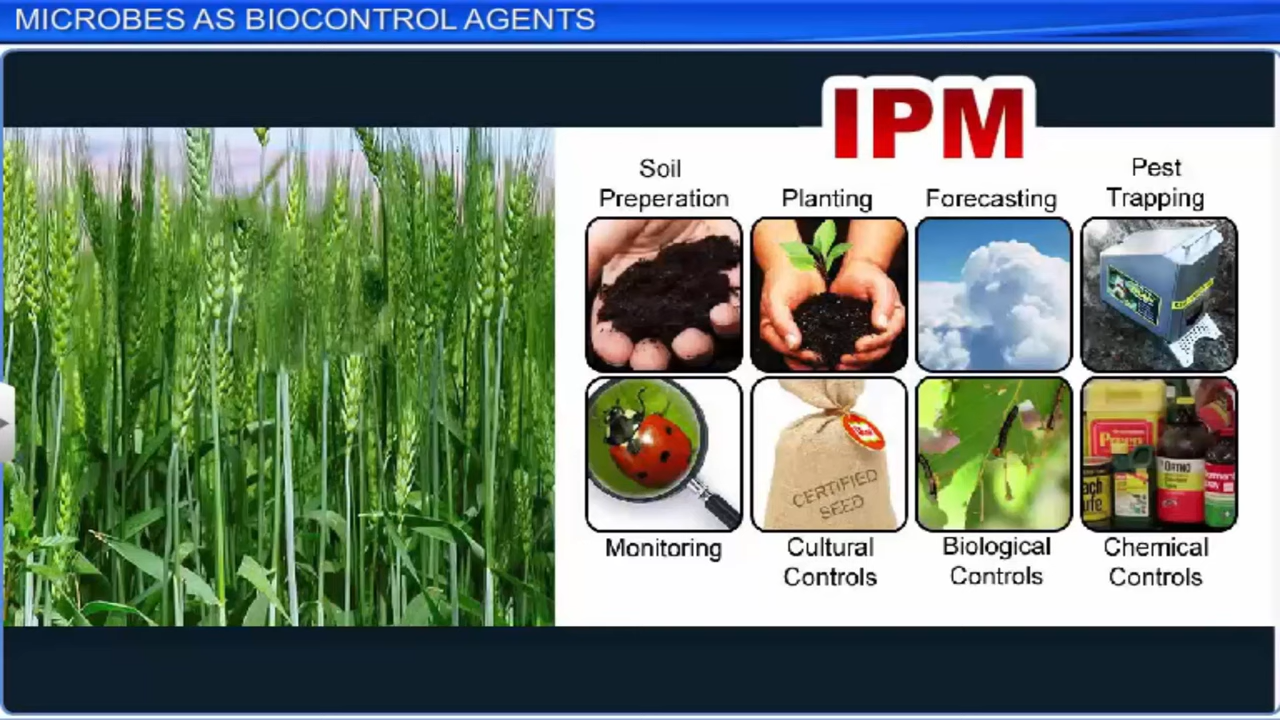 MICROBES AS BIOCONTROL AGENTS
IPM
Soil
Preperation
Planting
Forecasting
Pest
Trapping
CERTIFIED
SEED
ORTHO
Monitoring
Cultural
Controls
Biological
Controls
Chemical
Controls